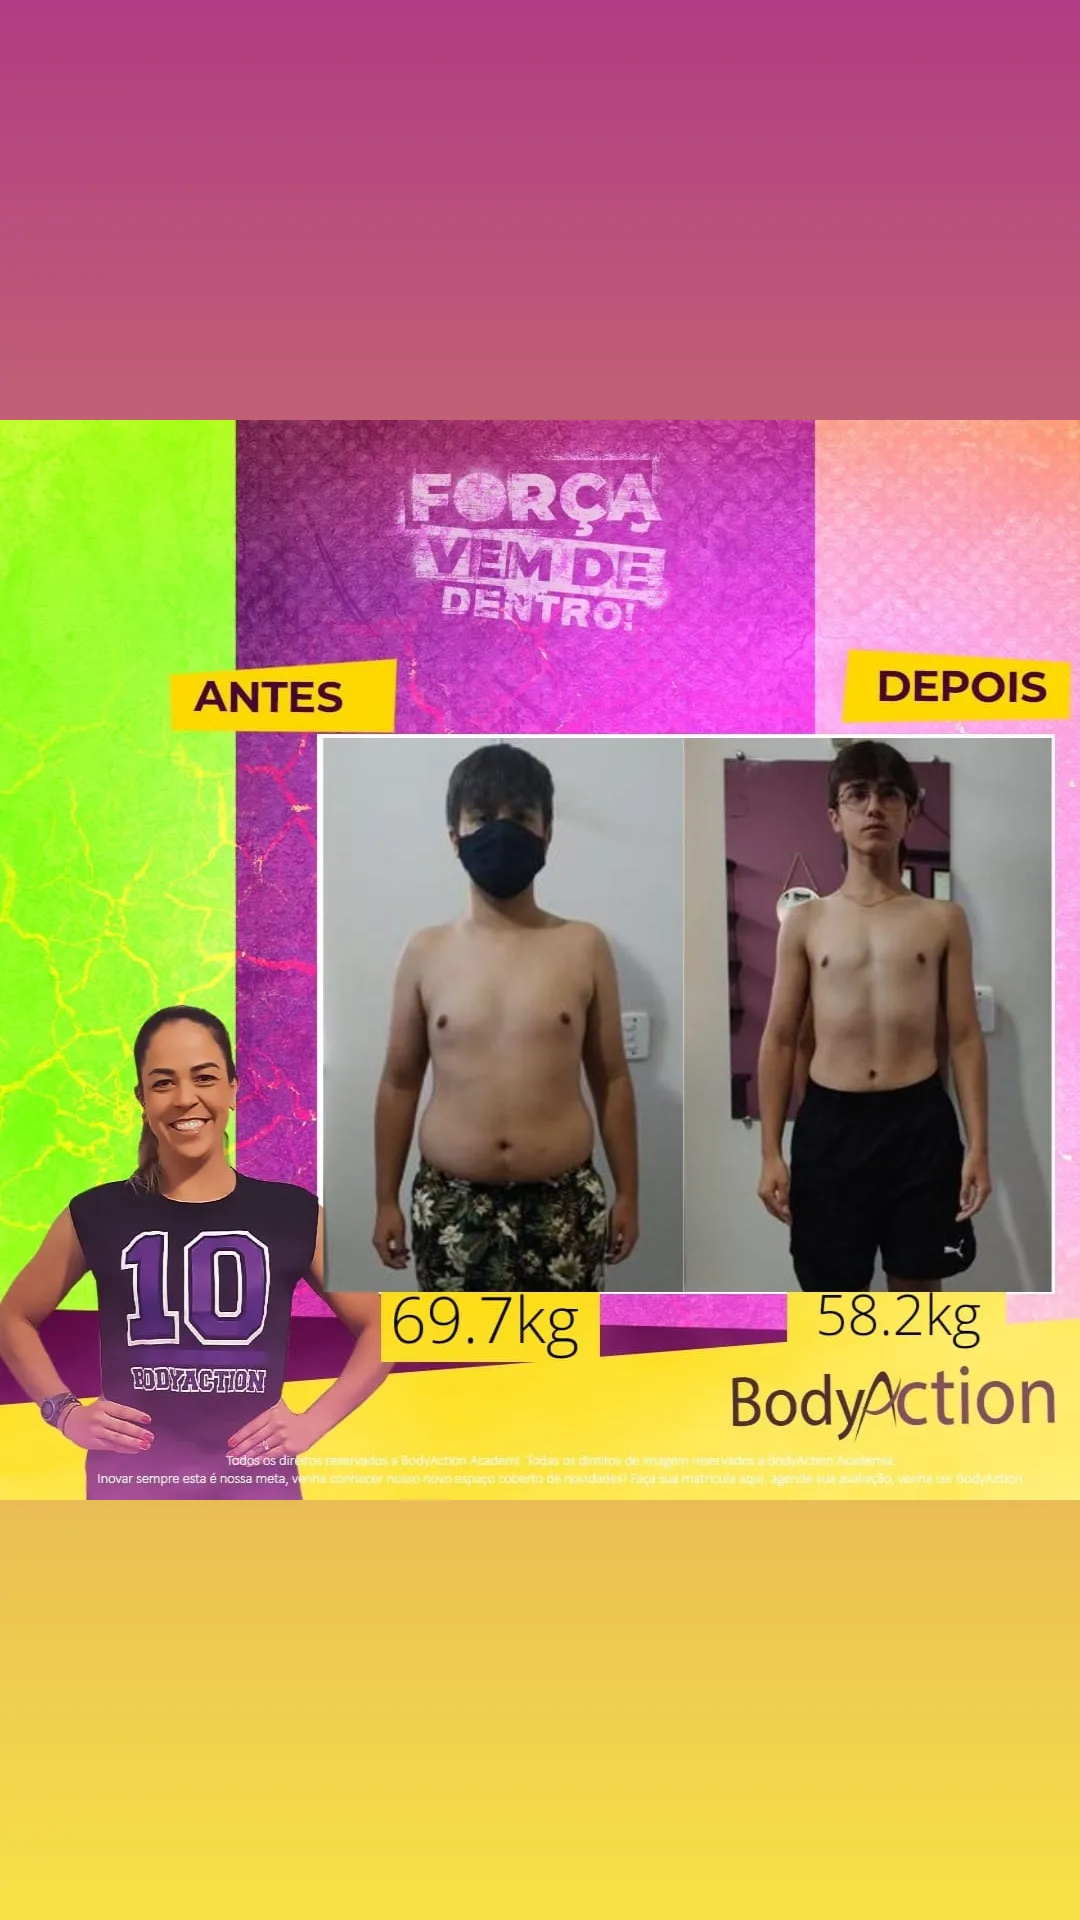 FORÇA
VEM DE
DENTRO!
ANTES
DEPOIS
10
BODYACTION
69.7kg
58.2kg
BodyAction
Todos os direitos reservados a BodyAction Academi Todas os direitos de imagem reservados a BodyAction Academia.
Inovar sempre esta é nossa meta, venha conhecer nosso novo espaço coberto de novidades! Faça sua matricula aqui, agende sua avaliação, venha ser BodyAction.